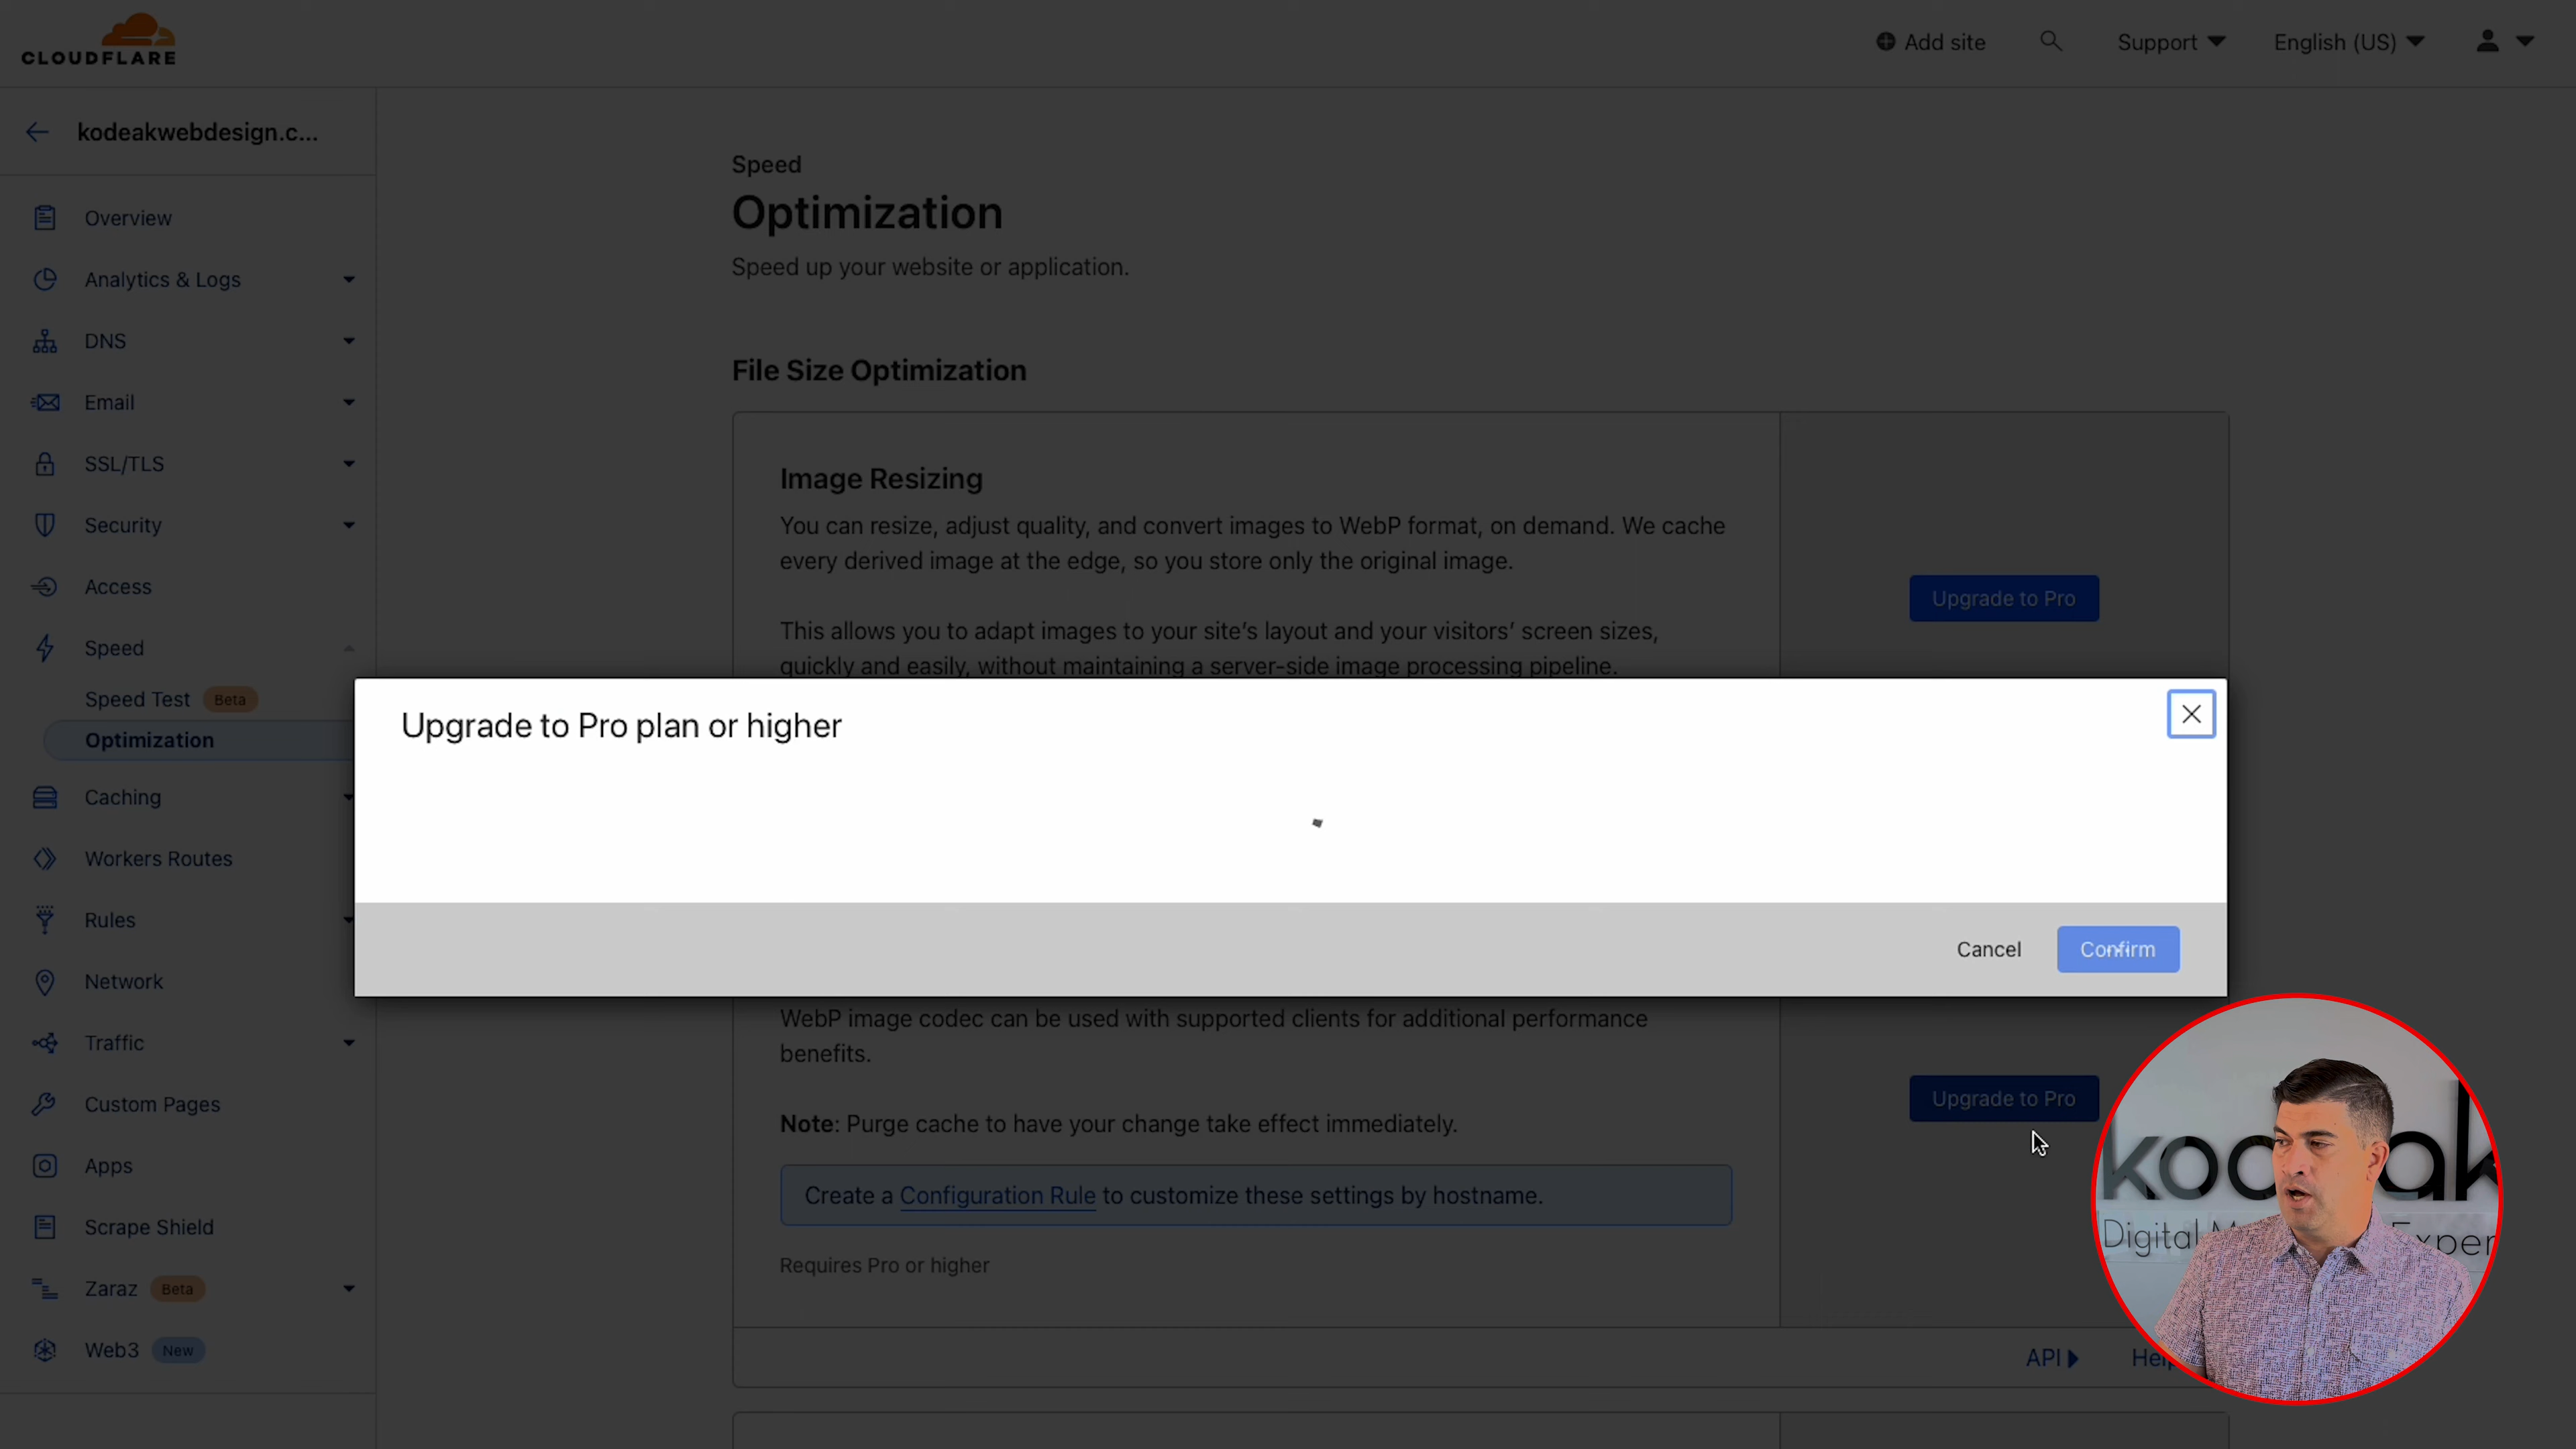 CLOUDFLARE
Add site
Support
English (US)
kodeakwebdesign.c...
Overview
Analytics & Logs
DNS
Email
SSL/TLS
Security
Access
Speed
Speed Test Beta
Optimization
Caching
Workers Routes
Rules
Network
Traffic
Custom Pages
Apps
Scrape Shield
Zaraz Beta
Web3 New
Speed
Optimization
Speed up your website or application.
File Size Optimization
Image Resizing
You can resize, adjust quality, and convert images to WebP format, on demand. We cache
every derived image at the edge, so you store only the original image.
This allows you to adapt images to your site's layout and your visitors' screen sizes,
quickly and easily, without maintaining a server-side image processing pipeline.
Upgrade to Pro
Upgrade to Pro plan or higher
Cancel
Confirm
WebP image codec can be used with supported clients for additional performance
benefits.
Note: Purge cache to have your change take effect immediately.
Create a Configuration Rule to customize these settings by hostname.
Requires Pro or higher
Upgrade to Pro
API
Help
Digital